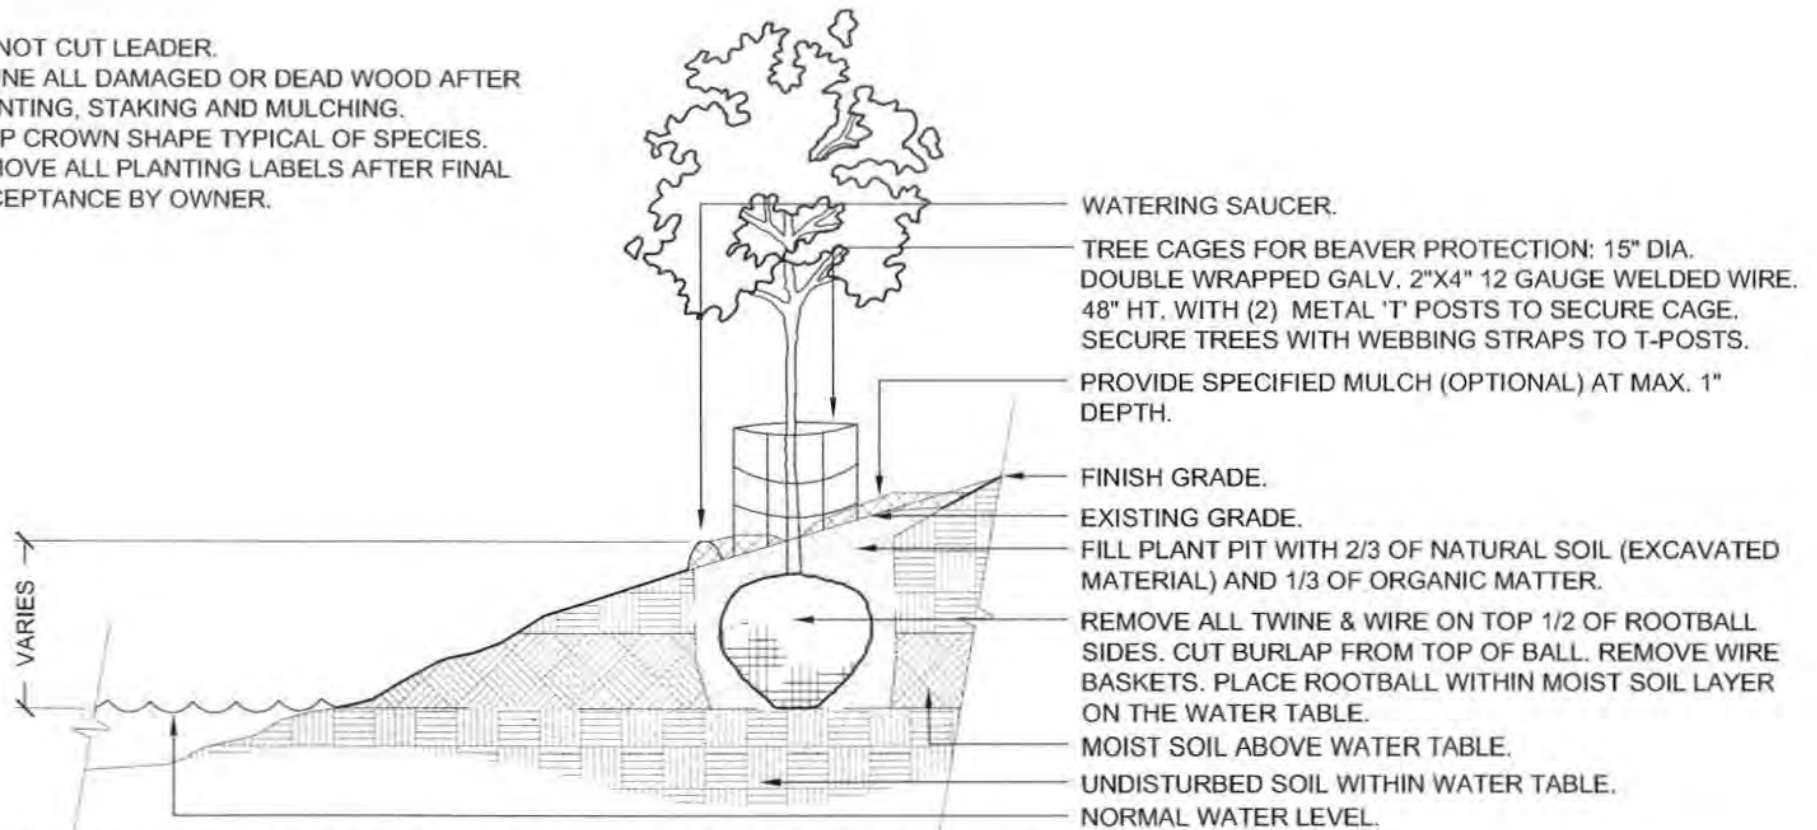 NOT CUT LEADER.
NE ALL DAMAGED OR DEAD WOOD AFTER
NTING, STAKING AND MULCHING.
P CROWN SHAPE TYPICAL OF SPECIES.
MOVE ALL PLANTING LABELS AFTER FINAL
CEPTANCE BY OWNER.
WATERING SAUCER.
TREE CAGES FOR BEAVER PROTECTION: 15" DIA.
DOUBLE WRAPPED GALV. 2"X4" 12 GAUGE WELDED WIRE.
48" HT. WITH (2) METAL 'T' POSTS TO SECURE CAGE.
SECURE TREES WITH WEBBING STRAPS TO T-POSTS.
PROVIDE SPECIFIED MULCH (OPTIONAL) AT MAX. 1"
DEPTH.
FINISH GRADE.
EXISTING GRADE.
FILL PLANT PIT WITH 2/3 OF NATURAL SOIL (EXCAVATED
MATERIAL) AND 1/3 OF ORGANIC MATTER.
REMOVE ALL TWINE & WIRE ON TOP 1/2 OF ROOTBALL
SIDES. CUT BURLAP FROM TOP OF BALL. REMOVE WIRE
BASKETS. PLACE ROOTBALL WITHIN MOIST SOIL LAYER
ON THE WATER TABLE.
MOIST SOIL ABOVE WATER TABLE.
UNDISTURBED SOIL WITHIN WATER TABLE.
NORMAL WATER LEVEL.
VARIES